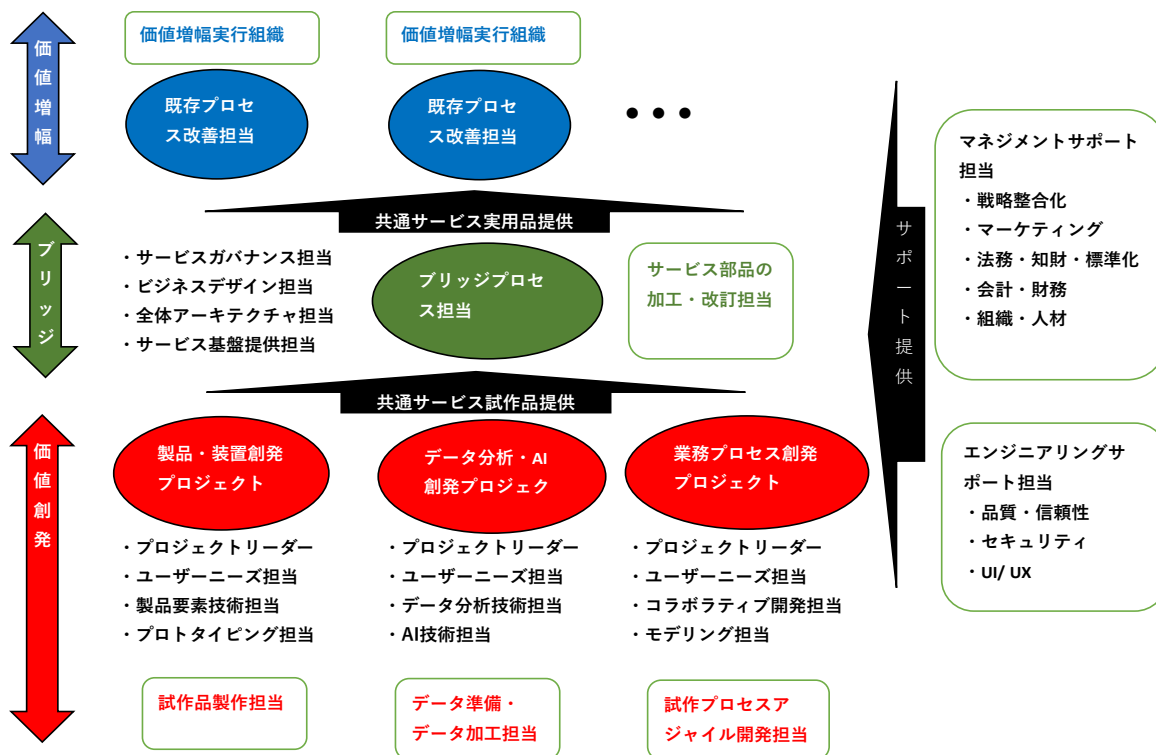 価値増幅
価値増幅実行組織
価値増幅実行組織
既存プロセ
ス改善担当
既存プロセ
ス改善担当
●●●
共通サービス実用品提供
ブリッジ
・サービスガバナンス担当
・ビジネスデザイン担当
・全体アーキテクチャ担当
・サービス基盤提供担当
ブリッジプロセ
ス担当
サービス部品の
加工・改訂担当
共通サービス試作品提供
価値創発
製品・装置創発
プロジェクト
データ分析・AI
創発プロジェク
業務プロセス創発
プロジェクト
・プロジェクトリーダー
・ユーザーニーズ担当
・製品要素技術担当
・プロトタイピング担当
・プロジェクトリーダー
・ユーザーニーズ担当
・データ分析技術担当
・AI技術担当
・プロジェクトリーダー
・ユーザーニーズ担当
・コラボラティブ開発担当
・モデリング担当
試作品製作担当
データ準備・
データ加工担当
試作プロセスア
ジャイル開発担当
サポート提供
マネジメントサポート
担当
・戦略整合化
・マーケティング
・法務・知財・標準化
・会計・財務
・組織・人材
エンジニアリングサ
ポート担当
・品質・信頼性
・セキュリティ
・UI/ UX